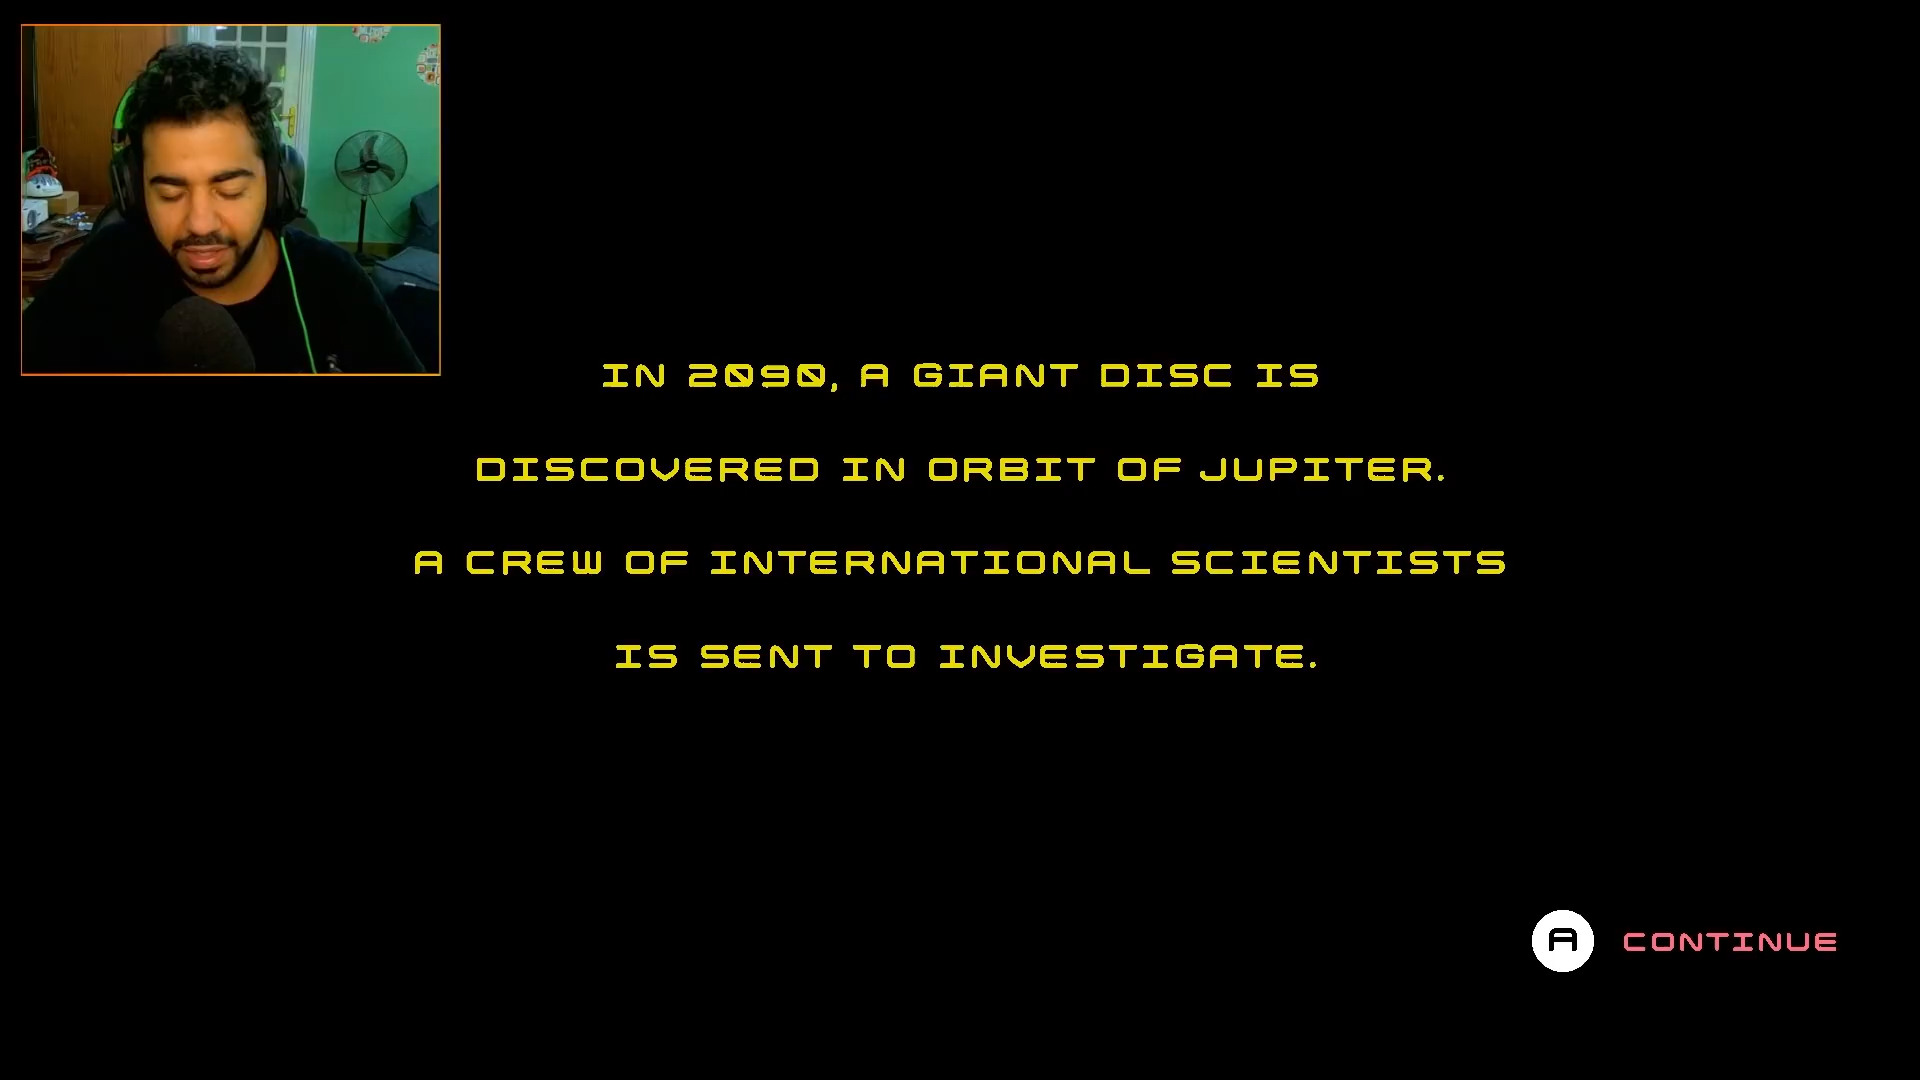 IN 2090, A GIANT DISC IS
DISCOVERED IN ORBIT OF JUPITER.
A CREW OF INTERNATIONAL SCIENTISTS
IS SENT TO INVESTIGATE.
A CONTINUE